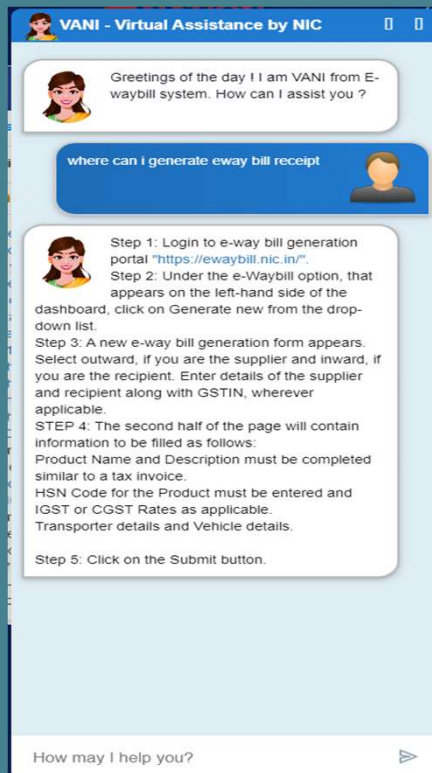 VANI - Virtual Assistance by NIC
Greetings of the day ! I am VANI from E-
waybill system. How can I assist you ?
where can i generate eway bill receipt
Step 1: Login to e-way bill generation
portal "https://ewaybill.nic.in/".
Step 2: Under the e-Waybill option, that
appears on the left-hand side of the
dashboard, click on Generate new from the drop-
down list.
Step 3: A new e-way bill generation form appears.
Select outward, if you are the supplier and inward, if
you are the recipient. Enter details of the supplier
and recipient along with GSTIN, wherever
applicable.
STEP 4: The second half of the page will contain
information to be filled as follows:
Product Name and Description must be completed
similar to a tax invoice.
HSN Code for the Product must be entered and
IGST or CGST Rates as applicable.
Transporter details and Vehicle details.
Step 5: Click on the Submit button.
How may I help you?